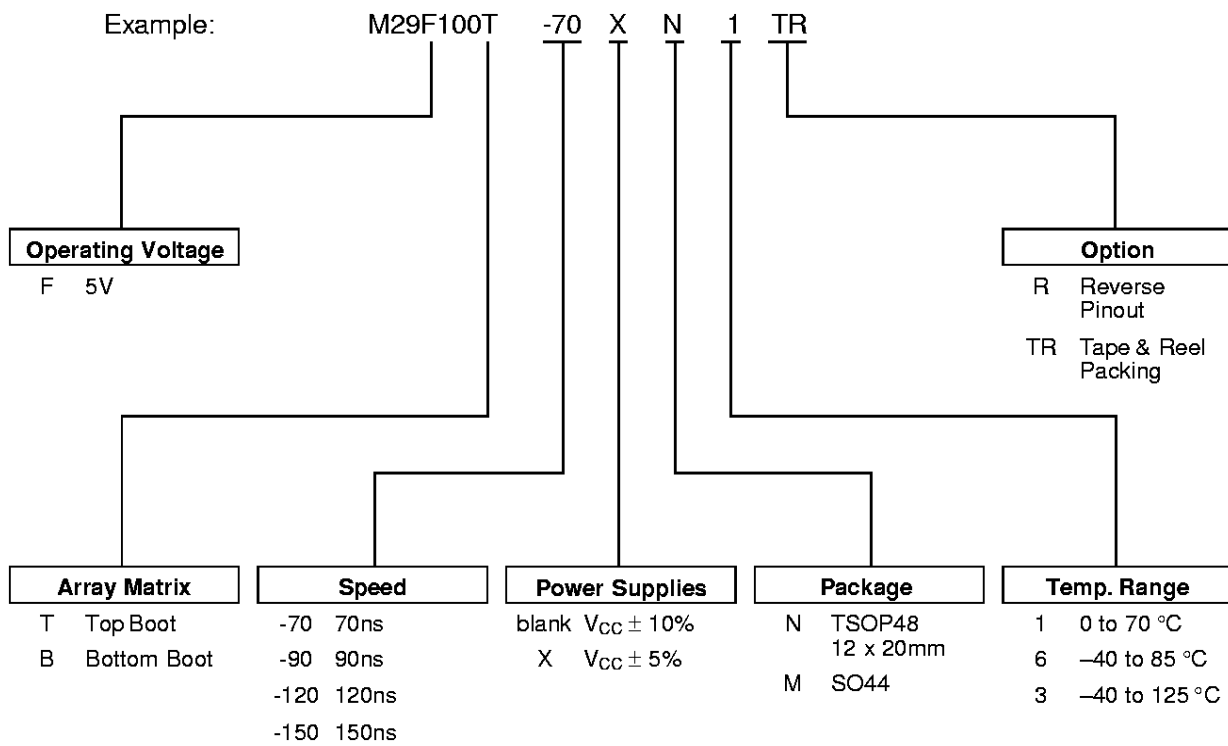 Example: M29F100T -70 X N 1 TR
Operating Voltage
F 5V
Option
R Reverse
Pinout
TR Tape & Reel
Packing
Array Matrix
T Top Boot
B Bottom Boot
Speed
-70 70ns
-90 90ns
-120 120ns
-150 150ns
Power Supplies
blank VCC ± 10%
X VCC ± 5%
Package
N TSOP48
12 x 20mm
M SO44
Temp. Range
1 0 to 70 °C
6 –40 to 85 °C
3 –40 to 125 °C